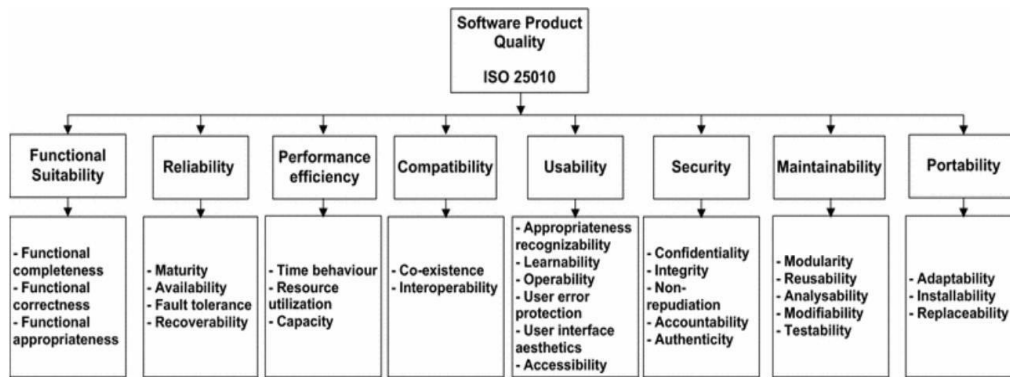 Software Product
Quality
ISO 25010
Functional
Suitability
Reliability
Performance
efficiency
Compatibility
Usability
Security
Maintainability
Portability
- Functional
completeness
- Functional
correctness
- Functional
appropriateness
- Maturity
- Availability
- Fault tolerance
- Recoverability
- Time behaviour
- Resource
utilization
- Capacity
- Co-existence
- Interoperability
- Appropriateness
recognizability
- Learnability
- Operability
- User error
protection
- User interface
aesthetics
- Accessibility
- Confidentiality
- Integrity
- Non-
repudiation
- Accountability
- Authenticity
- Modularity
- Reusability
- Analysability
- Modifiability
- Testability
- Adaptability
- Installability
- Replaceability